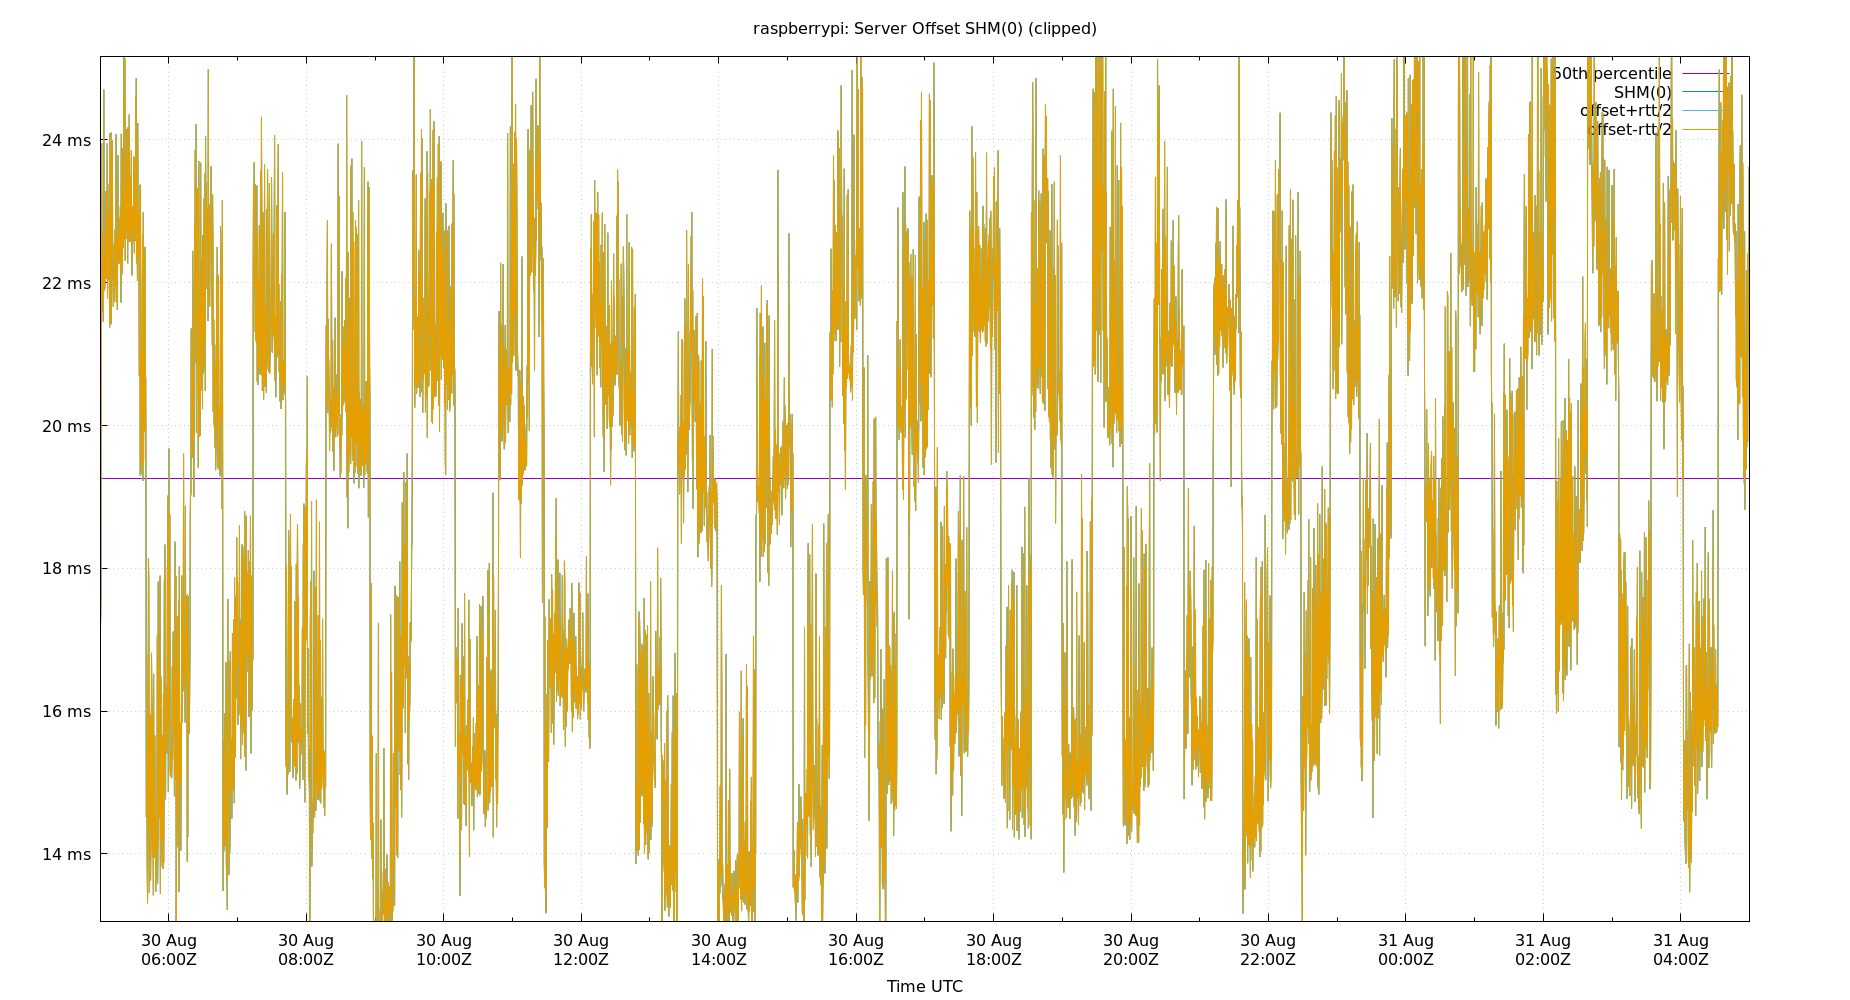 raspberrypi: Server Offset SHM(0) (clipped)
50th percentile
SHM(0)
offset+rtt/2
offset-rtt/2
24 ms
22 ms
20 ms
18 ms
16 ms
14 ms
30 Aug 30 Aug 30 Aug 30 Aug 30 Aug 30 Aug 30 Aug 30 Aug 30 Aug 31 Aug 31 Aug 31 Aug
06:00Z 08:00Z 10:00Z 12:00Z 14:00Z 16:00Z 18:00Z 20:00Z 22:00Z 00:00Z 02:00Z 04:00Z
Time UTC